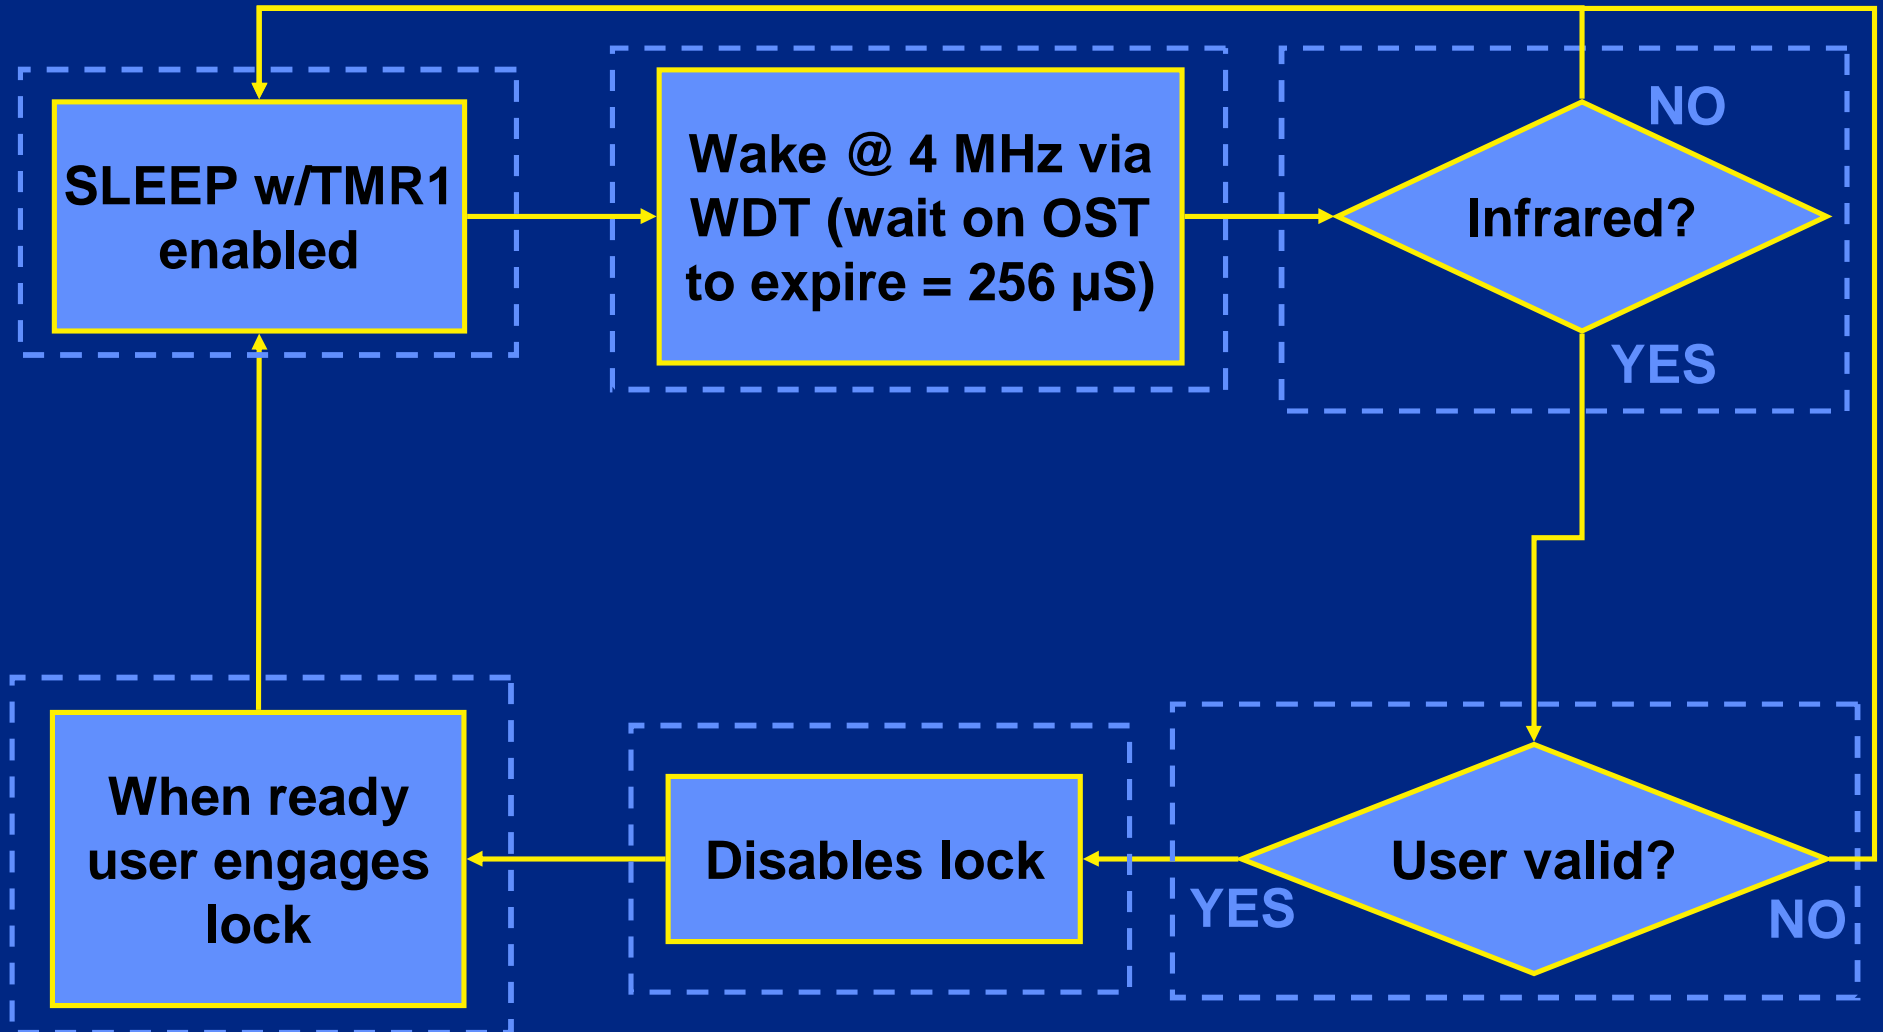 SLEEP w/TMR1
enabled
Wake @ 4 MHz via
WDT (wait on OST
to expire = 256 µS)
NO
Infrared?
YES
When ready
user engages
lock
Disables lock
User valid?
YES
NO